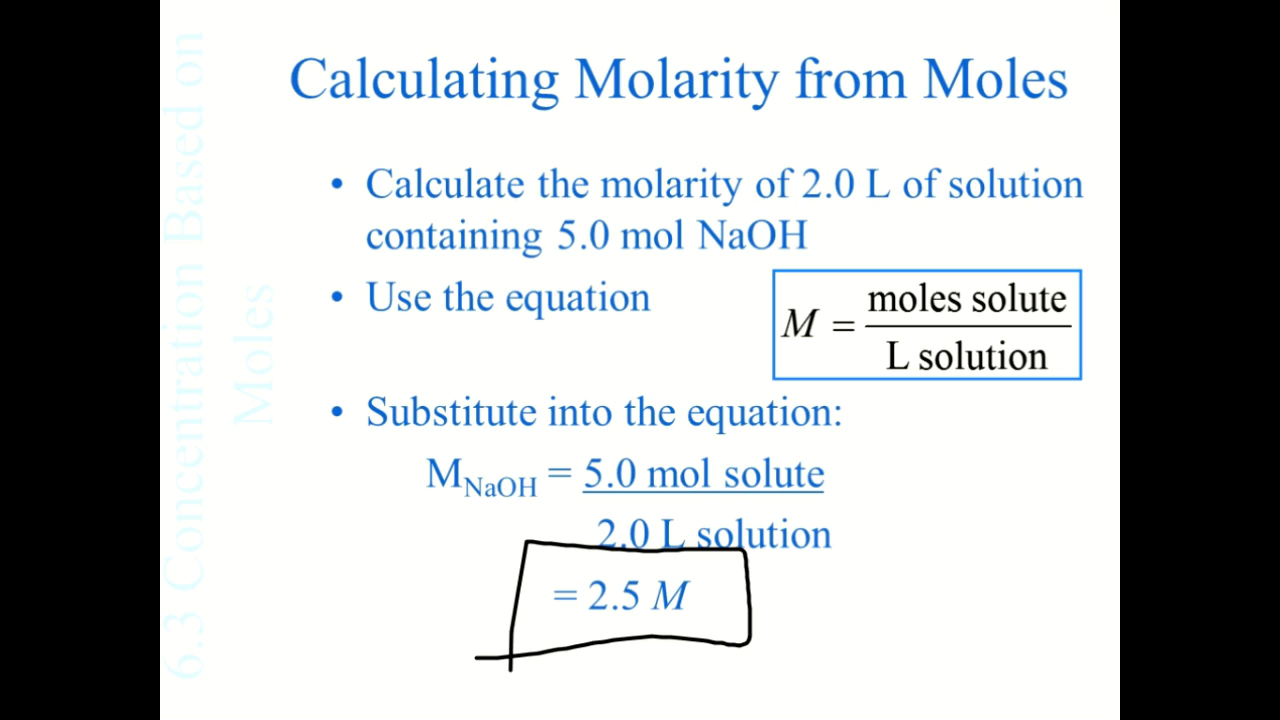 6.3 Concentration Based on
Moles
Calculating Molarity from Moles
• Calculate the molarity of 2.0 L of solution
containing 5.0 mol NaOH
• Use the equation
M = moles solute
L solution
• Substitute into the equation:
MNaOH = 5.0 mol solute
2.0 L solution
= 2.5 M